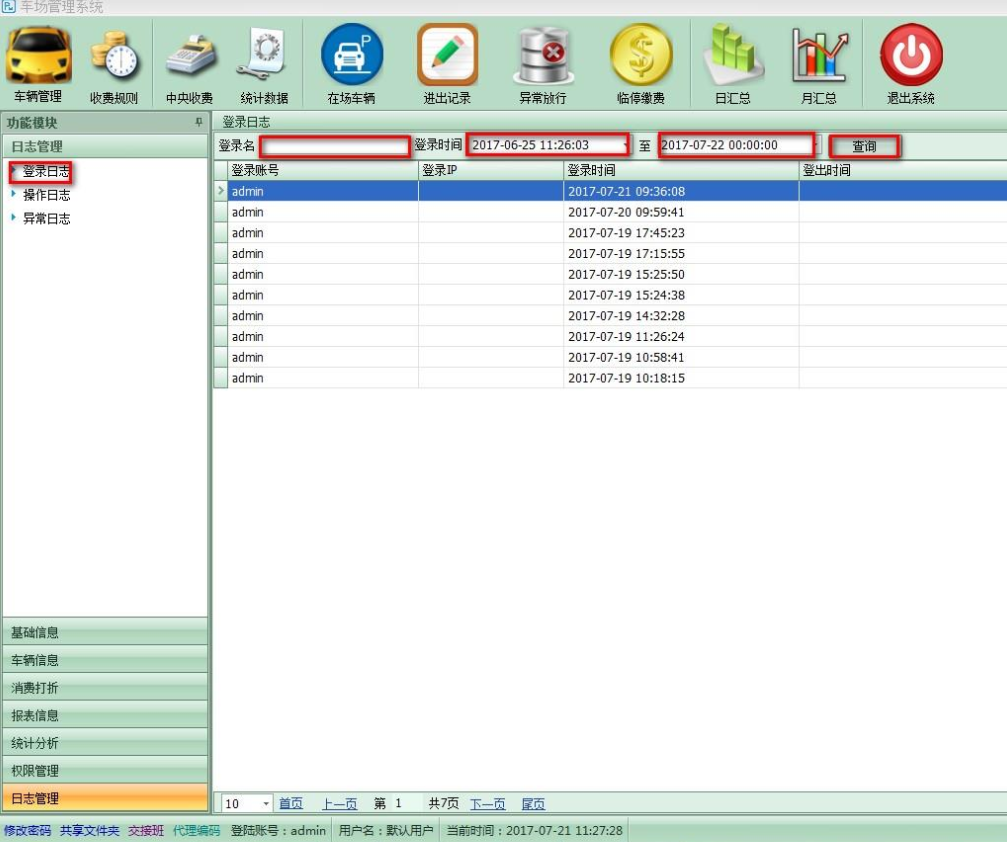 车场管理系统
车辆管理 收费规则 中央收费 统计数据 在场车辆 进出记录 异常放行 临停缴费 日汇总 月汇总 退出系统
功能模块
日志管理
登录日志
操作日志
异常日志
基础信息
车辆信息
消费打折
报表信息
统计分析
权限管理
日志管理
登录日志
登录名 登录时间 2017-06-25 11:26:03 至 2017-07-22 00:00:00 查询
登录账号 登录IP 登录时间 登出时间
admin 2017-07-21 09:36:08
admin 2017-07-20 09:59:41
admin 2017-07-19 17:45:23
admin 2017-07-19 17:15:55
admin 2017-07-19 15:25:50
admin 2017-07-19 15:24:38
admin 2017-07-19 14:32:28
admin 2017-07-19 11:26:24
admin 2017-07-19 10:58:41
admin 2017-07-19 10:18:15
10 首页 上一页 第 1 共7页 下一页 尾页
修改密码 共享文件夹 交接班 代理编码 登陆账号：admin 用户名：默认用户 当前时间：2017-07-21 11:27:28